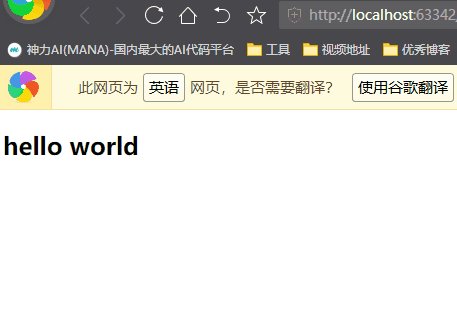 http://localhost:63342
神力AI(MANA)-国内最大的AI代码平台 工具 视频地址 优秀博客
此网页为 英语 网页，是否需要翻译？ 使用谷歌翻译
hello world